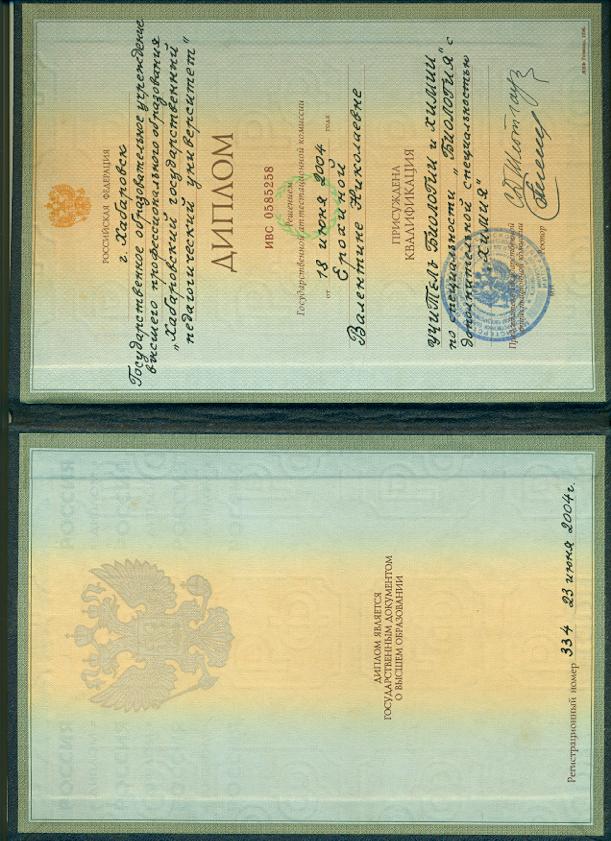 ДИПЛОМ ЯВЛЯЕТСЯ
ГОСУДАРСТВЕННЫМ ДОКУМЕНТОМ
О ВЫСШЕМ ОБРАЗОВАНИИ
Регистрационный номер 334 23 июня 2004г.
РОССИЙСКАЯ ФЕДЕРАЦИЯ
г. Хабаровск
Государственное образовательное учреждение
высшего профессионального образования
„Хабаровский государственный
педагогический университет"
ДИПЛОМ
ИВС 0585258
Решением
Государственной аттестационной комиссии
от 18 июня 2004 года
Ерохиной
Валентине Николаевне
ПРИСУЖДЕНА
КВАЛИФИКАЦИЯ
УЧИТЕЛЬ БИОЛОГИИ и ХИМИИ
по специальности „БИОЛОГИЯ" с
дополнительной специальностью
„ХИМИЯ"
Государственной
аттестационной комиссии
Ректор
РОССИЯ